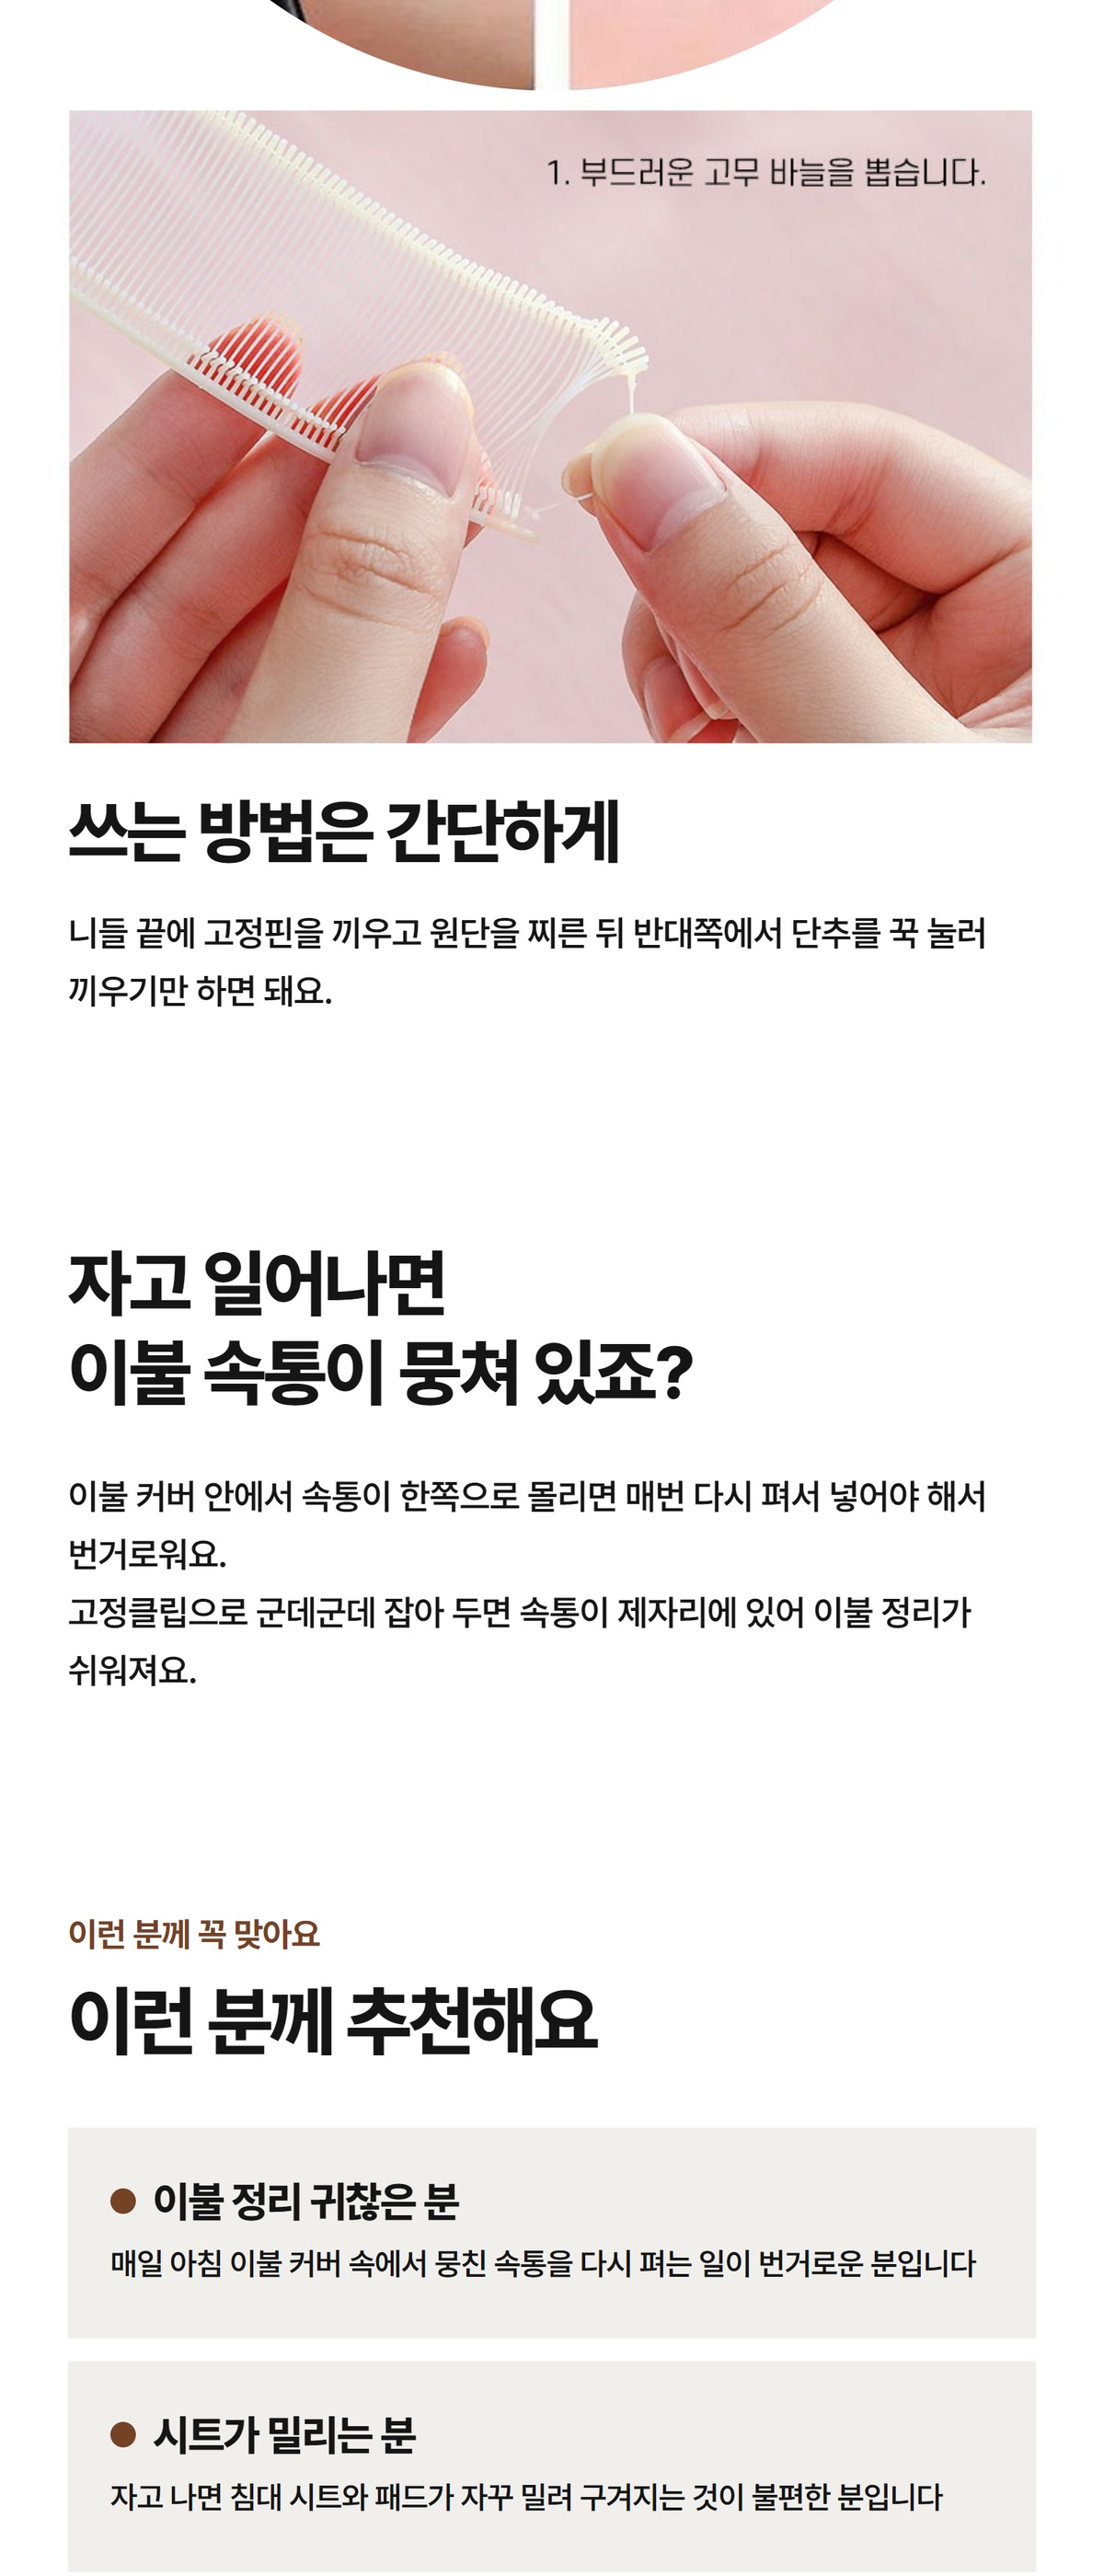 1. 부드러운 고무 바늘을 뽑습니다.
쓰는 방법은 간단하게
니들 끝에 고정핀을 끼우고 원단을 찌른 뒤 반대쪽에서 단추를 꾹 눌러
끼우기만 하면 돼요.
자고 일어나면
이불 속통이 뭉쳐 있죠?
이불 커버 안에서 속통이 한쪽으로 몰리면 매번 다시 펴서 넣어야 해서
번거로워요.
고정클립으로 군데군데 잡아 두면 속통이 제자리에 있어 이불 정리가
쉬워져요.
이런 분께 꼭 맞아요
이런 분께 추천해요
이불 정리 귀찮은 분
매일 아침 이불 커버 속에서 뭉친 속통을 다시 펴는 일이 번거로운 분입니다
시트가 밀리는 분
자고 나면 침대 시트와 패드가 자꾸 밀려 구겨지는 것이 불편한 분입니다